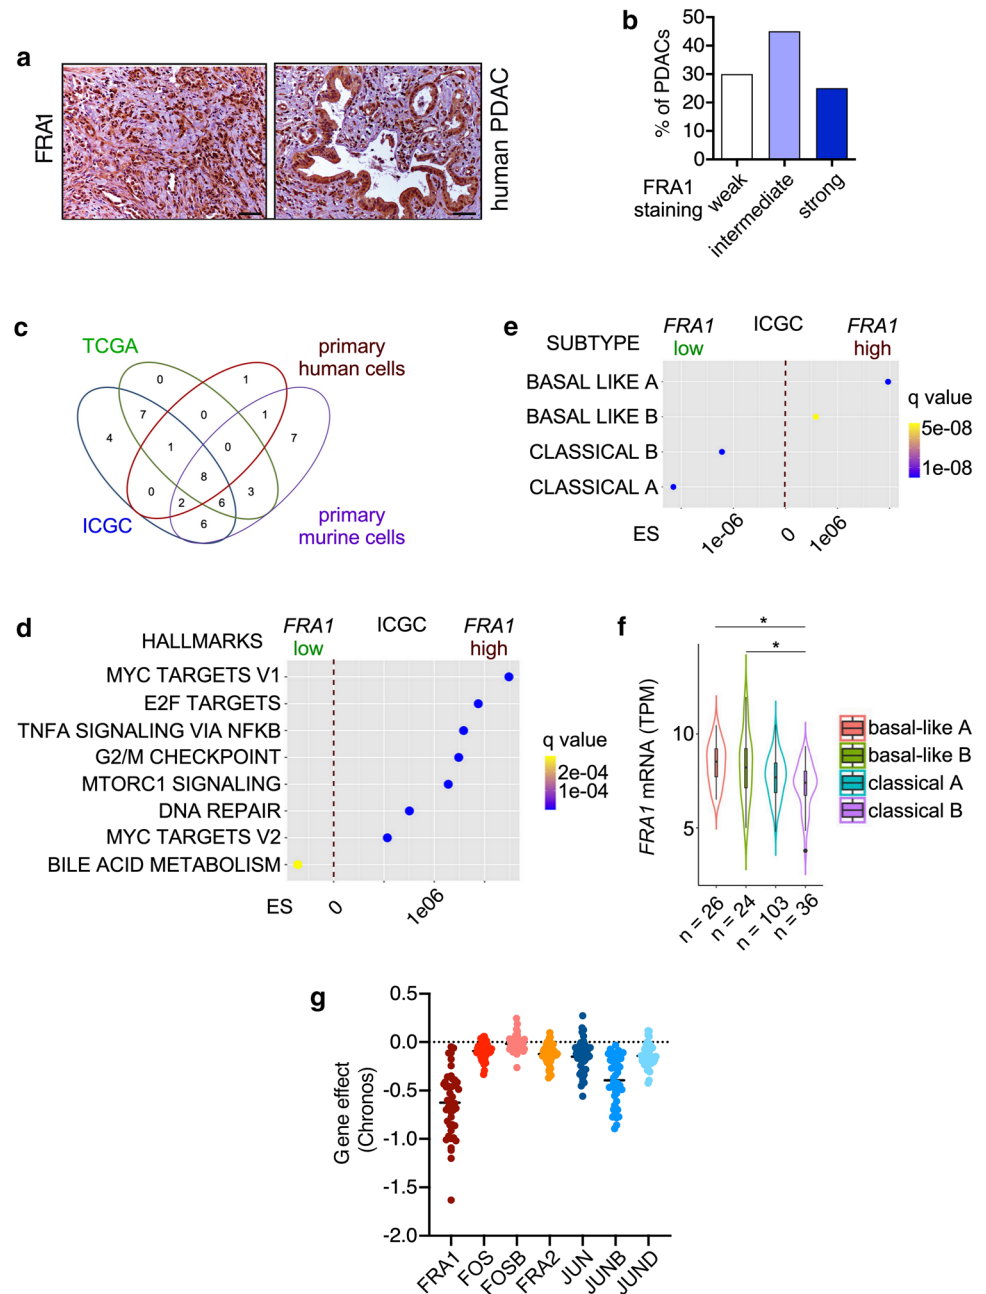 a
FRA1
human PDAC
b
% of PDACs
50
40
30
20
10
0
FRA1
staining
weak
intermediate
strong
c
TCGA
primary
human cells
ICGC
primary
murine cells
0
1
7
0
1
4
1
0
7
8
0
2
6
3
6
e
SUBTYPE
FRA1
low
ICGC
FRA1
high
BASAL LIKE A
BASAL LIKE B
CLASSICAL B
CLASSICAL A
ES
1e-06
0
1e06
q value
5e-08
1e-08
d
HALLMARKS
FRA1
low
ICGC
FRA1
high
MYC TARGETS V1
E2F TARGETS
TNFA SIGNALING VIA NFKB
G2/M CHECKPOINT
MTORC1 SIGNALING
DNA REPAIR
MYC TARGETS V2
BILE ACID METABOLISM
ES
0
1e06
q value
2e-04
1e-04
f
FRA1 mRNA (TPM)
*
*
10
5
n = 26
n = 24
n = 103
n = 36
basal-like A
basal-like B
classical A
classical B
g
Gene effect
(Chronos)
0.5
0.0
-0.5
-1.0
-1.5
-2.0
FRA1
FOS
FOSB
FRA2
JUN
JUNB
JUND